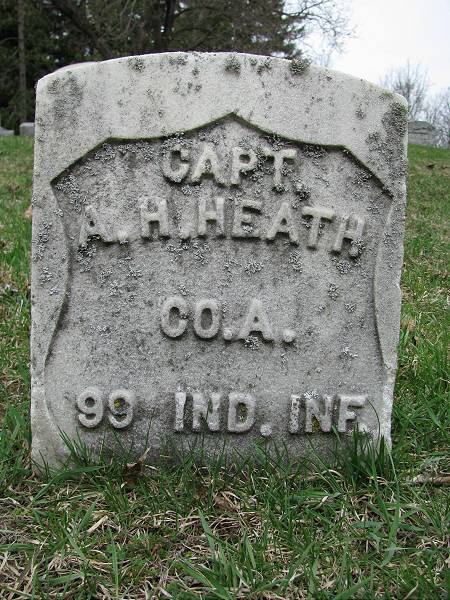 CAPT.
A.H.HEATH
CO.A.
99 IND. INF.